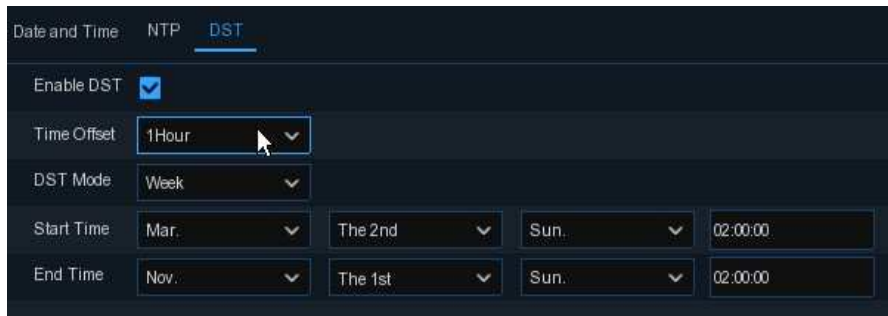 Date and Time NTP DST
Enable DST
Time Offset 1Hour
DST Mode Week
Start Time Mar. The 2nd Sun. 02:00:00
End Time Nov. The 1st Sun. 02:00:00